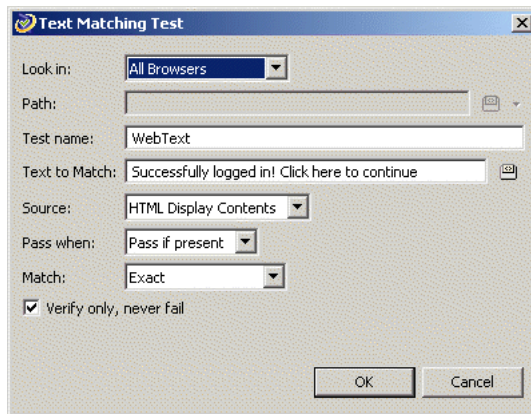 Text Matching Test
Look in: All Browsers
Path:
Test name: WebText
Text to Match: Successfully logged in! Click here to continue
Source: HTML Display Contents
Pass when: Pass if present
Match: Exact
Verify only, never fail
OK Cancel